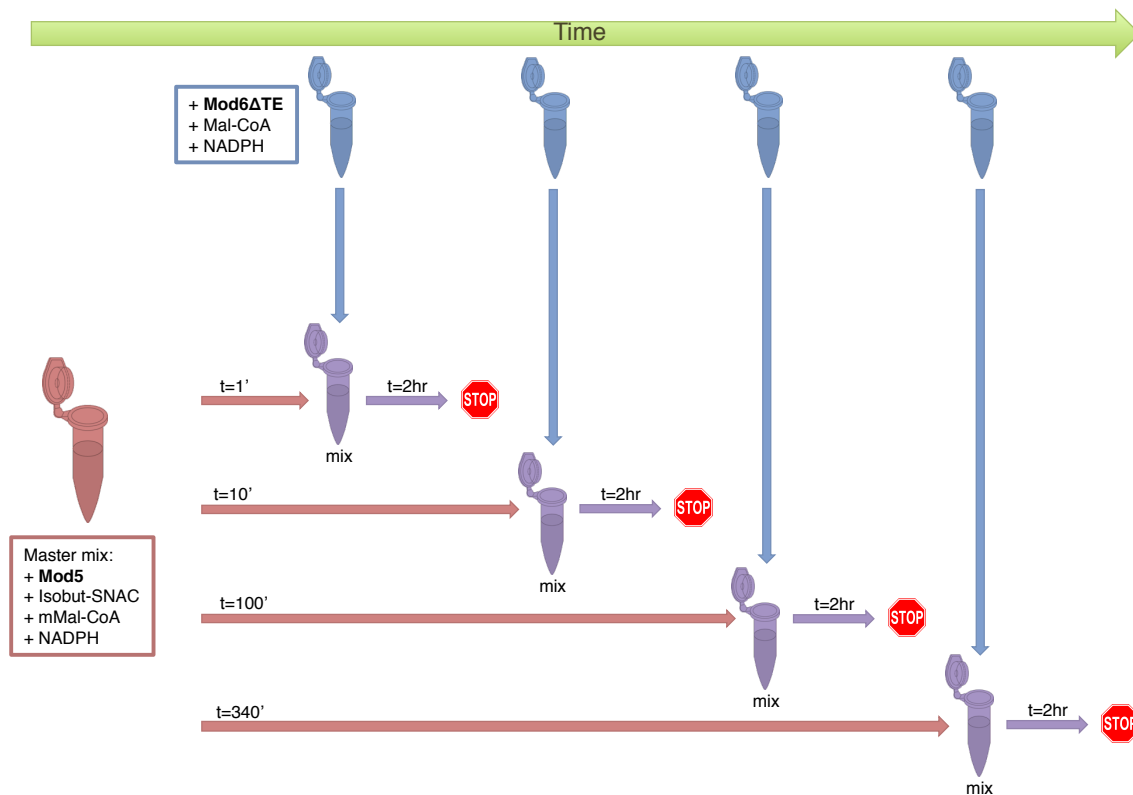 Time
+ Mod6ΔTE
+ Mal-CoA
+ NADPH
t=1’
t=2hr
STOP
mix
t=10’
t=2hr
STOP
mix
Master mix:
+ Mod5
+ Isobut-SNAC
+ mMal-CoA
+ NADPH
t=100’
t=2hr
STOP
mix
t=340’
t=2hr
STOP
mix